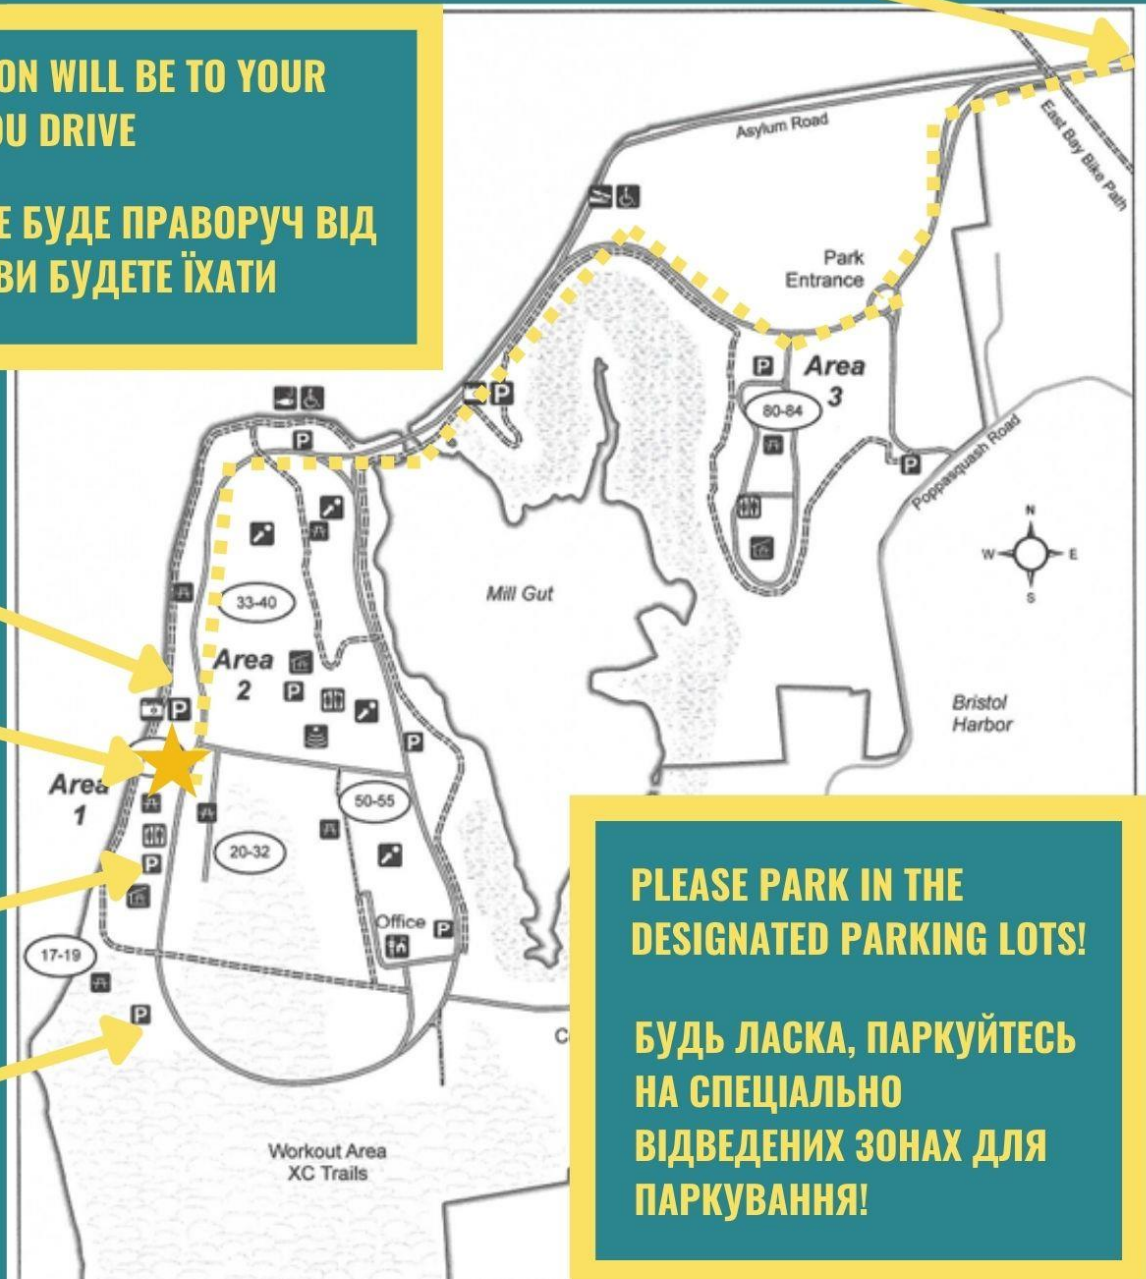 ON WILL BE TO YOUR
OU DRIVE
Е БУДЕ ПРАВОРУЧ ВІД
ВИ БУДЕТЕ ЇХАТИ
Asylum Road
East Bay Bike Path
Park
Entrance
P
Area
3
80-84
P
P
P
Poppasquash Road
N
W
E
S
Mill Gut
33-40
Area
2
P
P
P
Bristol
Harbor
Area
1
50-55
20-32
P
Office
P
17-19
P
Workout Area
XC Trails
PLEASE PARK IN THE
DESIGNATED PARKING LOTS!
БУДЬ ЛАСКА, ПАРКУЙТЕСЬ
НА СПЕЦІАЛЬНО
ВІДВЕДЕНИХ ЗОНАХ ДЛЯ
ПАРКУВАННЯ!